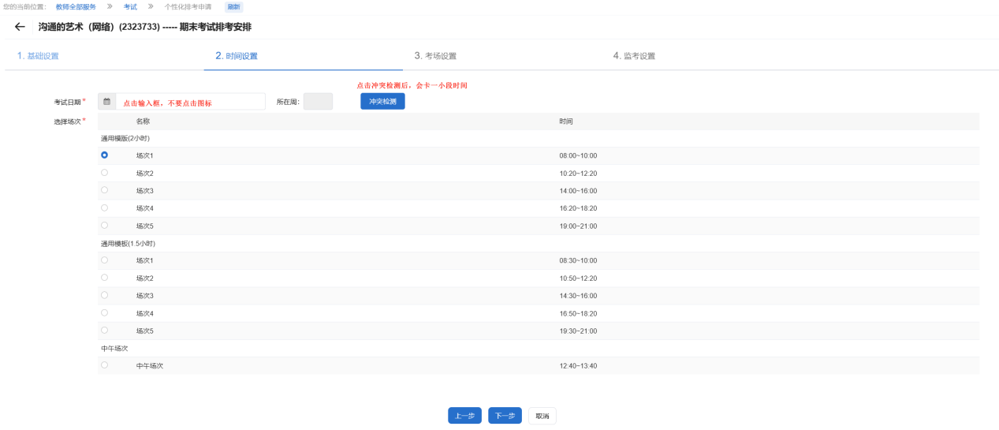 您的当前位置: 教师全部服务 » 考试 » 个性化排考申请 刷新
← 沟通的艺术（网络）(2323733) ----- 期末考试排考安排
1. 基础设置 2. 时间设置 3. 考场设置 4. 监考设置
点击冲突检测后，会卡一小段时间
考试日期 * 点击输入框，不要点击图标 所在周: 冲突检测
选择场次 * 名称 时间
通用模版(2小时)
场次1 08:00~10:00
场次2 10:20~12:20
场次3 14:00~16:00
场次4 16:20~18:20
场次5 19:00~21:00
通用模板(1.5小时)
场次1 08:30~10:00
场次2 10:50~12:20
场次3 14:30~16:00
场次4 16:50~18:20
场次5 19:30~21:00
中午场次
中午场次 12:40~13:40
上一步 下一步 取消